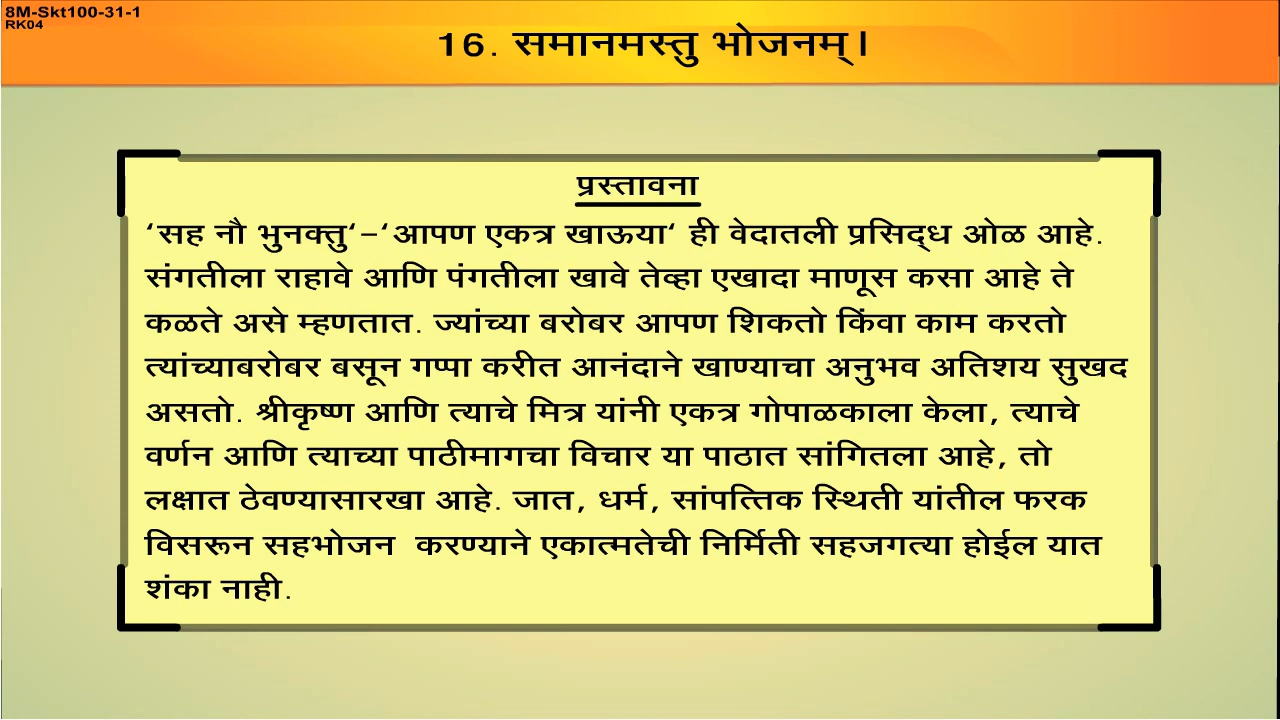 8M-Skt100-31-1
RK04
16. समानमस्तु भोजनम्।
प्रस्तावना
‘सह नौ भुनक्तु‘–‘आपण एकत्र खाऊया‘ ही वेदातली प्रसिद्ध ओळ आहे.
संगतीला राहावे आणि पंगतीला खावे तेव्हा एखादा माणूस कसा आहे ते
कळते असे म्हणतात. ज्यांच्या बरोबर आपण शिकतो किंवा काम करतो
त्यांच्याबरोबर बसून गप्पा करीत आनंदाने खाण्याचा अनुभव अतिशय सुखद
असतो. श्रीकृष्ण आणि त्याचे मित्र यांनी एकत्र गोपाळकाला केला, त्याचे
वर्णन आणि त्याच्या पाठीमागचा विचार या पाठात सांगितला आहे, तो
लक्षात ठेवण्यासारखा आहे. जात, धर्म, सांपत्तिक स्थिती यांतील फरक
विसरून सहभोजन करण्याने एकात्मतेची निर्मिती सहजगत्या होईल यात
शंका नाही.